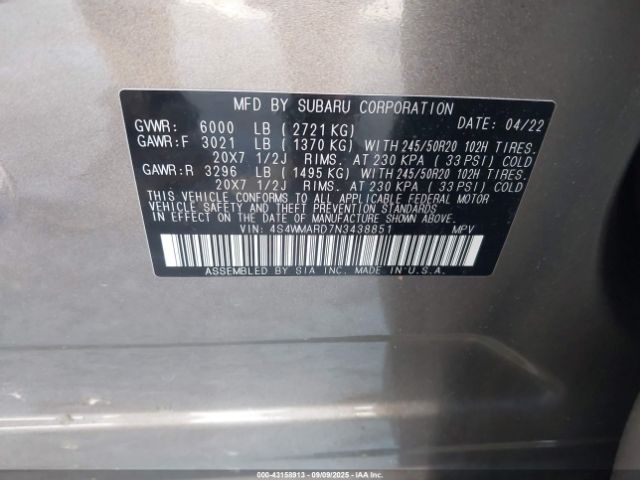 MFD BY SUBARU CORPORATION
GVWR: 6000 LB ( 2721 KG) DATE: 04/22
GAWR:F 3021 LB ( 1370 KG) WITH 245/50R20 102H TIRES.
20X7 1/2J RIMS. AT 230 KPA ( 33 PSI) COLD
GAWR:R 3296 LB ( 1495 KG) WITH 245/50R20 102H TIRES.
20X7 1/2J RIMS. AT 230 KPA ( 33 PSI) COLD
THIS VEHICLE CONFORMS TO ALL APPLICABLE FEDERAL MOTOR
VEHICLE SAFETY AND THEFT PREVENTION STANDARDS
IN EFFECT ON THE DATE OF MANUFACTURE SHOWN ABOVE.
VIN: 4S4WMARD7N3438851 MPV
ASSEMBLED BY SIA INC. MADE IN U.S.A.
000-43158913 - 09/09/2025 - IAAI.CA